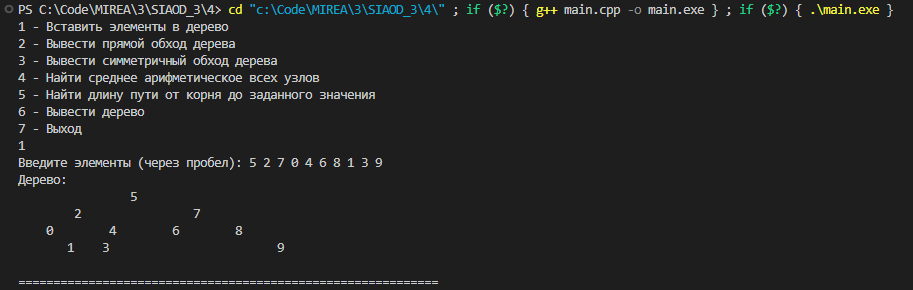 PS C:\Code\MIREA\3\SIAOD_3\4> cd "c:\Code\MIREA\3\SIAOD_3\4\" ; if ($?) { g++ main.cpp -o main.exe } ; if ($?) { .\main.exe }
1 - Вставить элементы в дерево
2 - Вывести прямой обход дерева
3 - Вывести симметричный обход дерева
4 - Найти среднее арифметическое всех узлов
5 - Найти длину пути от корня до заданного значения
6 - Вывести дерево
7 - Выход
1
Введите элементы (через пробел): 5 2 7 0 4 6 8 1 3 9
Дерево:
5
2 7
0 4 6 8
1 3 9
============================================================